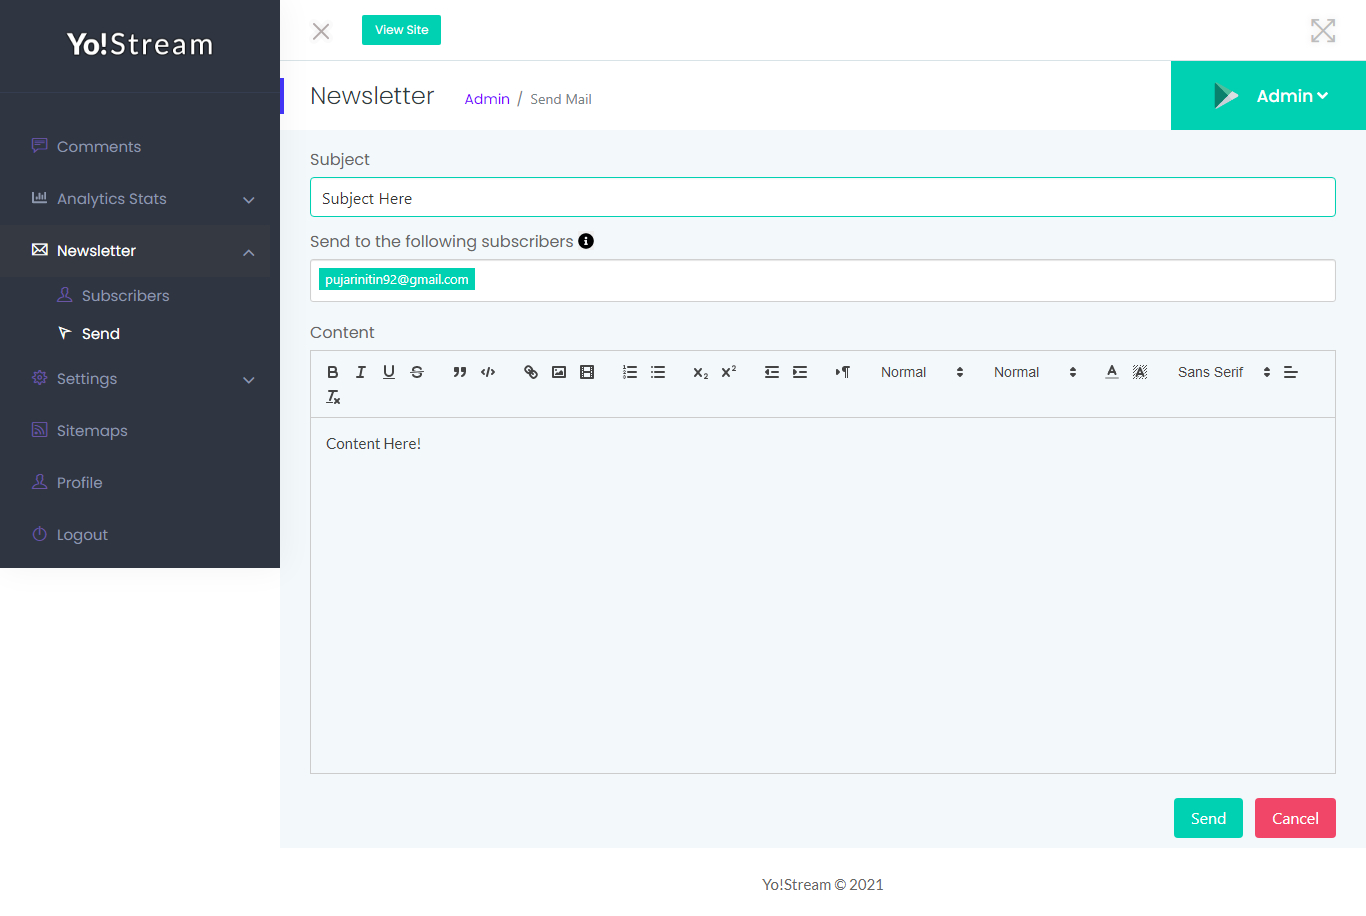 Yo!Stream
View Site
Newsletter
Admin / Send Mail
Admin
Comments
Analytics Stats
Newsletter
Subscribers
Send
Settings
Sitemaps
Profile
Logout
Subject
Subject Here
Send to the following subscribers
pujarinitin92@gmail.com
Content
Normal Normal Sans Serif
Content Here!
Send Cancel
Yo!Stream © 2021